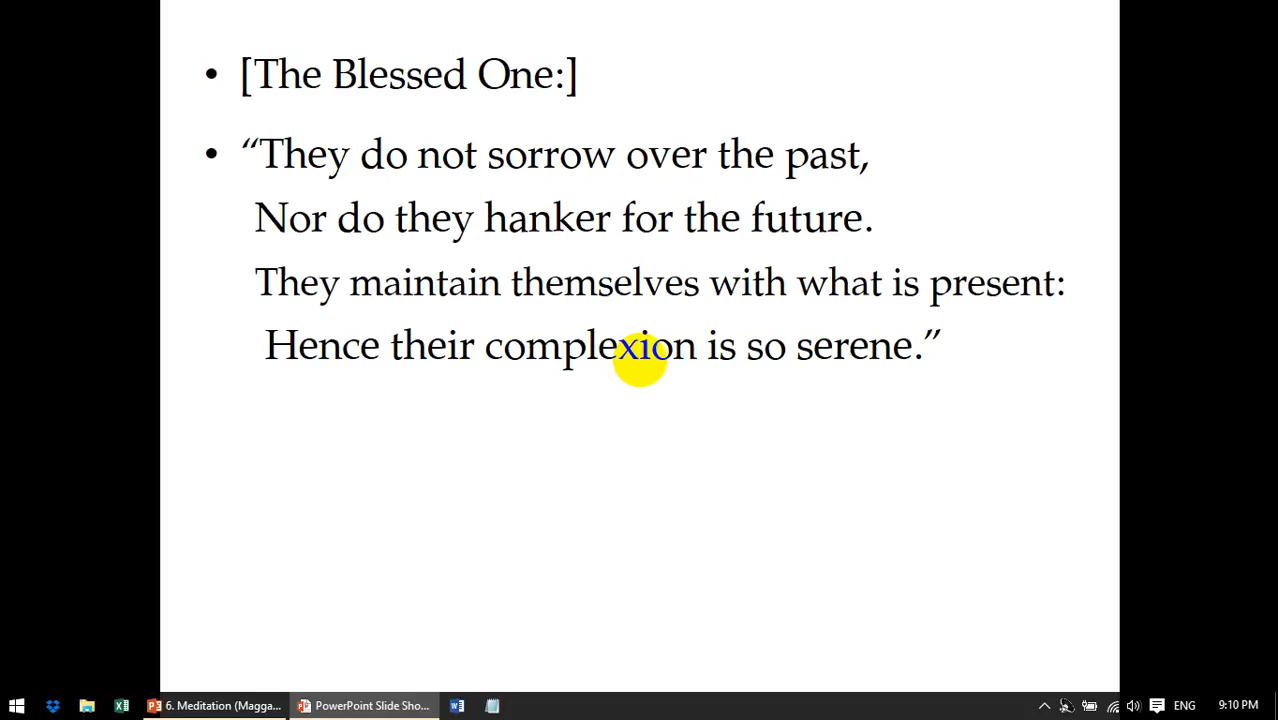 • [The Blessed One:]
• “They do not sorrow over the past,
Nor do they hanker for the future.
They maintain themselves with what is present:
Hence their complexion is so serene.”
6. Meditation (Magga...
PowerPoint Slide Sho...
ENG
9:10 PM